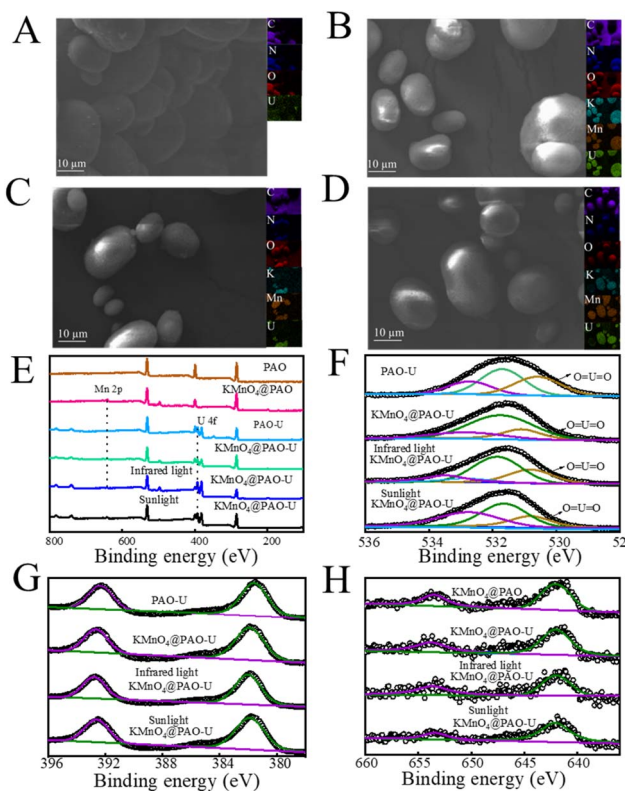 A
C
N
O
U
10 µm
B
C
N
O
K
Mn
U
10 µm
C
C
N
O
K
Mn
U
10 µm
D
C
N
O
K
Mn
U
10 µm
E
PAO
Mn 2p
KMnO₄@PAO
U 4f
PAO-U
KMnO₄@PAO-U
Infrared light
KMnO₄@PAO-U
Sunlight
KMnO₄@PAO-U
800 600 400 200
Binding energy (eV)
F
PAO-U
O=U=O
KMnO₄@PAO-U
O=U=O
Infrared light
KMnO₄@PAO-U
O=U=O
Sunlight
KMnO₄@PAO-U
O=U=O
536 534 532 530 52
Binding energy (eV)
G
PAO-U
KMnO₄@PAO-U
Infrared light
KMnO₄@PAO-U
Sunlight
KMnO₄@PAO-U
396 392 388 384 380
Binding energy (eV)
H
KMnO₄@PAO
KMnO₄@PAO-U
Infrared light
KMnO₄@PAO-U
Sunlight
KMnO₄@PAO-U
660 655 650 645 640
Binding energy (eV)